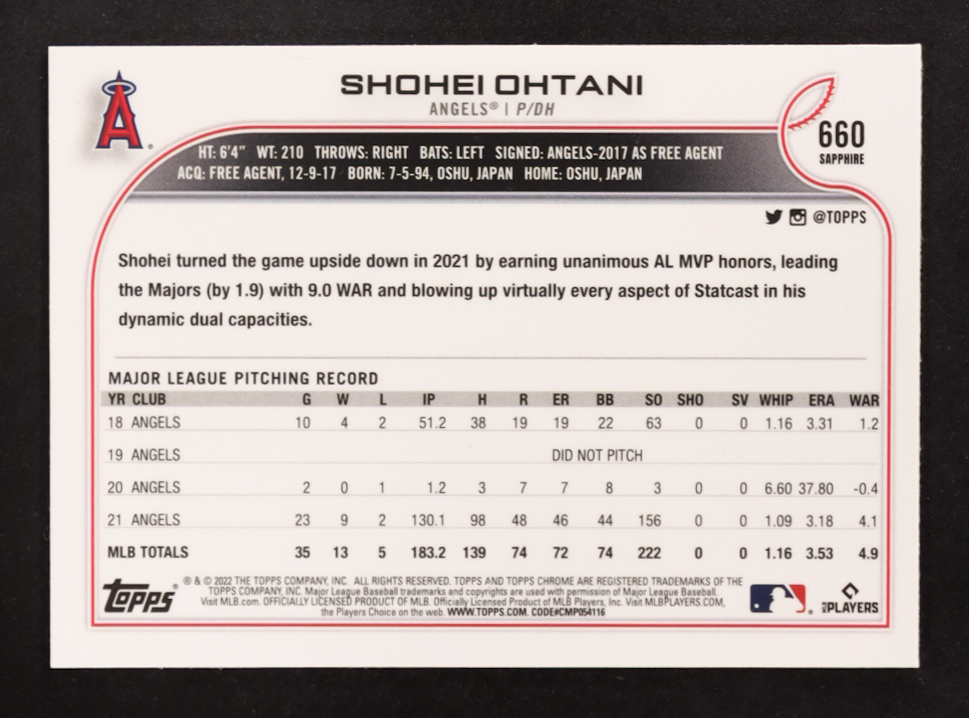 SHOHEI OHTANI
ANGELS® | P/DH
A
660
SAPPHIRE
HT: 6'4" WT: 210 THROWS: RIGHT BATS: LEFT SIGNED: ANGELS-2017 AS FREE AGENT
ACQ: FREE AGENT, 12-9-17 BORN: 7-5-94, OSHU, JAPAN HOME: OSHU, JAPAN
@TOPPS
Shohei turned the game upside down in 2021 by earning unanimous AL MVP honors, leading
the Majors (by 1.9) with 9.0 WAR and blowing up virtually every aspect of Statcast in his
dynamic dual capacities.
MAJOR LEAGUE PITCHING RECORD
YR CLUB G W L IP H R ER BB SO SHO SV WHIP ERA WAR
18 ANGELS 10 4 2 51.2 38 19 19 22 63 0 0 1.16 3.31 1.2
19 ANGELS DID NOT PITCH
20 ANGELS 2 0 1 1.2 3 7 7 8 3 0 0 6.60 37.80 -0.4
21 ANGELS 23 9 2 130.1 98 48 46 44 156 0 0 1.09 3.18 4.1
MLB TOTALS 35 13 5 183.2 139 74 72 74 222 0 0 1.16 3.53 4.9
Topps®
® & © 2022 THE TOPPS COMPANY, INC. ALL RIGHTS RESERVED. TOPPS AND TOPPS CHROME ARE REGISTERED TRADEMARKS OF THE
TOPPS COMPANY, INC. Major League Baseball trademarks and copyrights are used with permission of Major League Baseball.
Visit MLB.com. OFFICIALLY LICENSED PRODUCT OF MLB. Officially Licensed Product of MLB Players, Inc. Visit MLBPLAYERS.COM,
the Players Choice on the web. WWW.TOPPS.COM. CODE#CMP054116
MLB PLAYERS